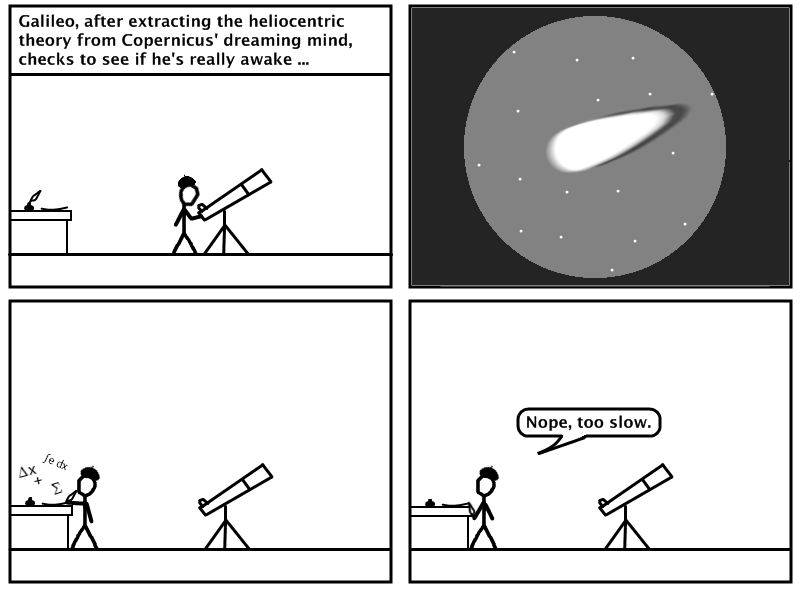 Galileo, after extracting the heliocentric
theory from Copernicus' dreaming mind,
checks to see if he's really awake ...
∫e dx
Δx
+
Σ
Nope, too slow.